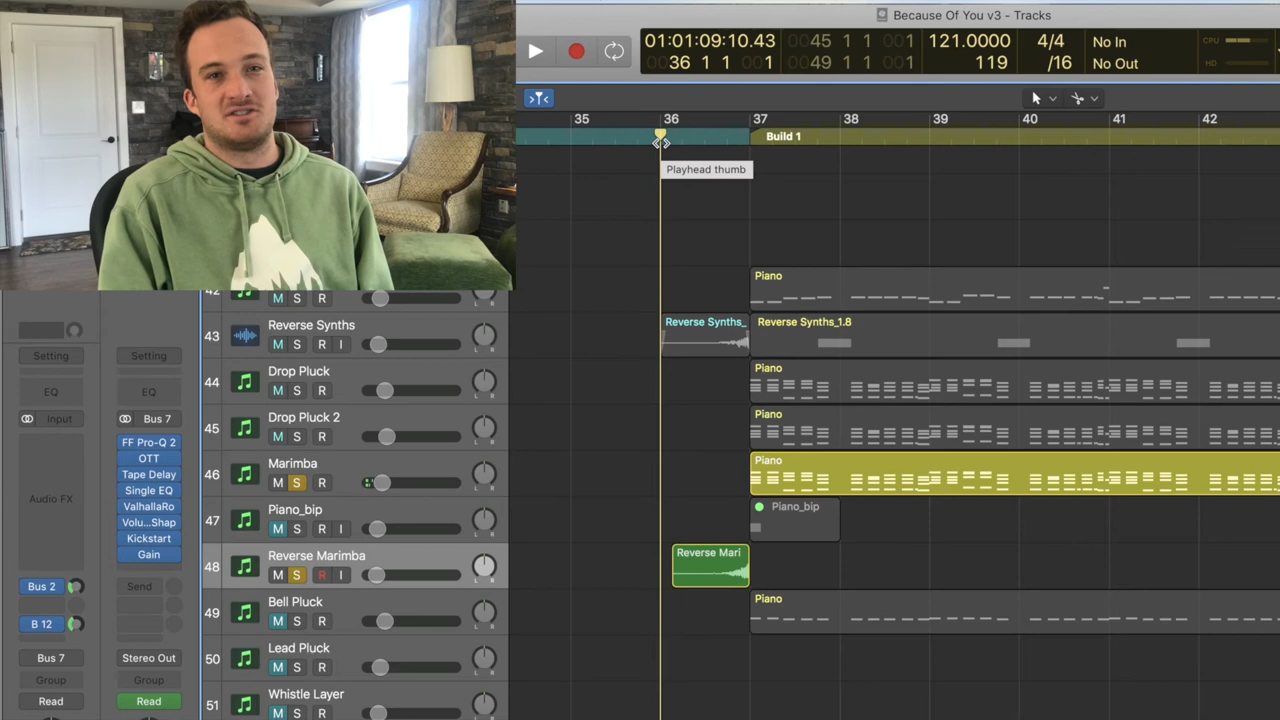 Because Of You v3 - Tracks
01:01:09:10.43
36 1 1 1
0045 1 1 001
0049 1 1 001
121.0000
119
4/4
/16
No In
No Out
CPU
HD
35
36
37
38
39
40
41
42
Build 1
Playhead thumb
42
M S R
Piano
43
Reverse Synths
M S R I
L R
Reverse Synths_
Reverse Synths_1.8
44
Drop Pluck
M S R
L R
Piano
45
Drop Pluck 2
M S R
L R
Piano
46
Marimba
M S R
L R
Piano
47
Piano_bip
M S R I
L R
Piano_bip
48
Reverse Marimba
M S R I
L R
Reverse Mari
49
Bell Pluck
M S R
L R
Piano
50
Lead Pluck
M S R
L R
51
Whistle Layer
M S R
Setting
EQ
Input
Audio FX
Bus 2
B 12
Bus 7
Group
Read
Setting
EQ
Bus 7
FF Pro-Q 2
OTT
Tape Delay
Single EQ
ValhallaRo
Volu...Shap
Kickstart
Gain
Send
Stereo Out
Group
Read